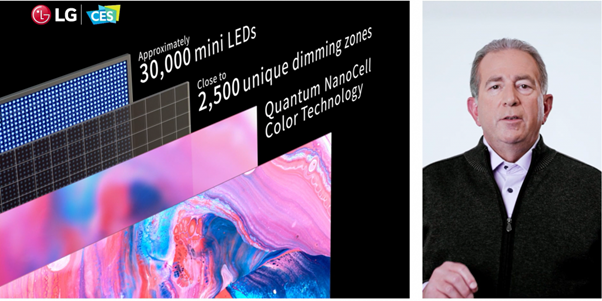 LG CES
Approximately
30,000 mini LEDs
Close to
2,500 unique dimming zones
Quantum NanoCell
Color Technology